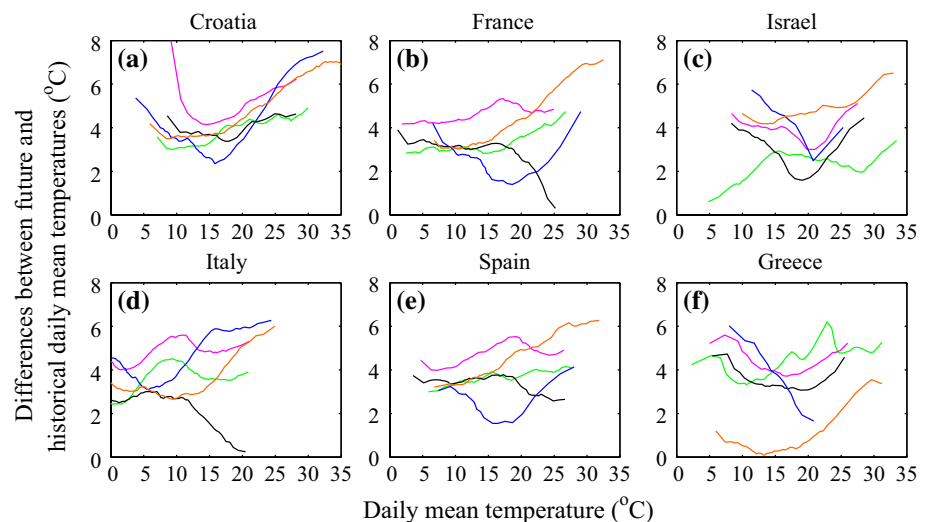 Differences between future and
historical daily mean temperatures (°C)
Croatia
France
Israel
(a)
(b)
(c)
8
6
4
2
0
0 5 10 15 20 25 30 35
8
6
4
2
0
0 5 10 15 20 25 30 35
8
6
4
2
0
0 5 10 15 20 25 30 35
Italy
Spain
Greece
(d)
(e)
(f)
8
6
4
2
0
0 5 10 15 20 25 30 35
8
6
4
2
0
0 5 10 15 20 25 30 35
8
6
4
2
0
0 5 10 15 20 25 30 35
Daily mean temperature (°C)